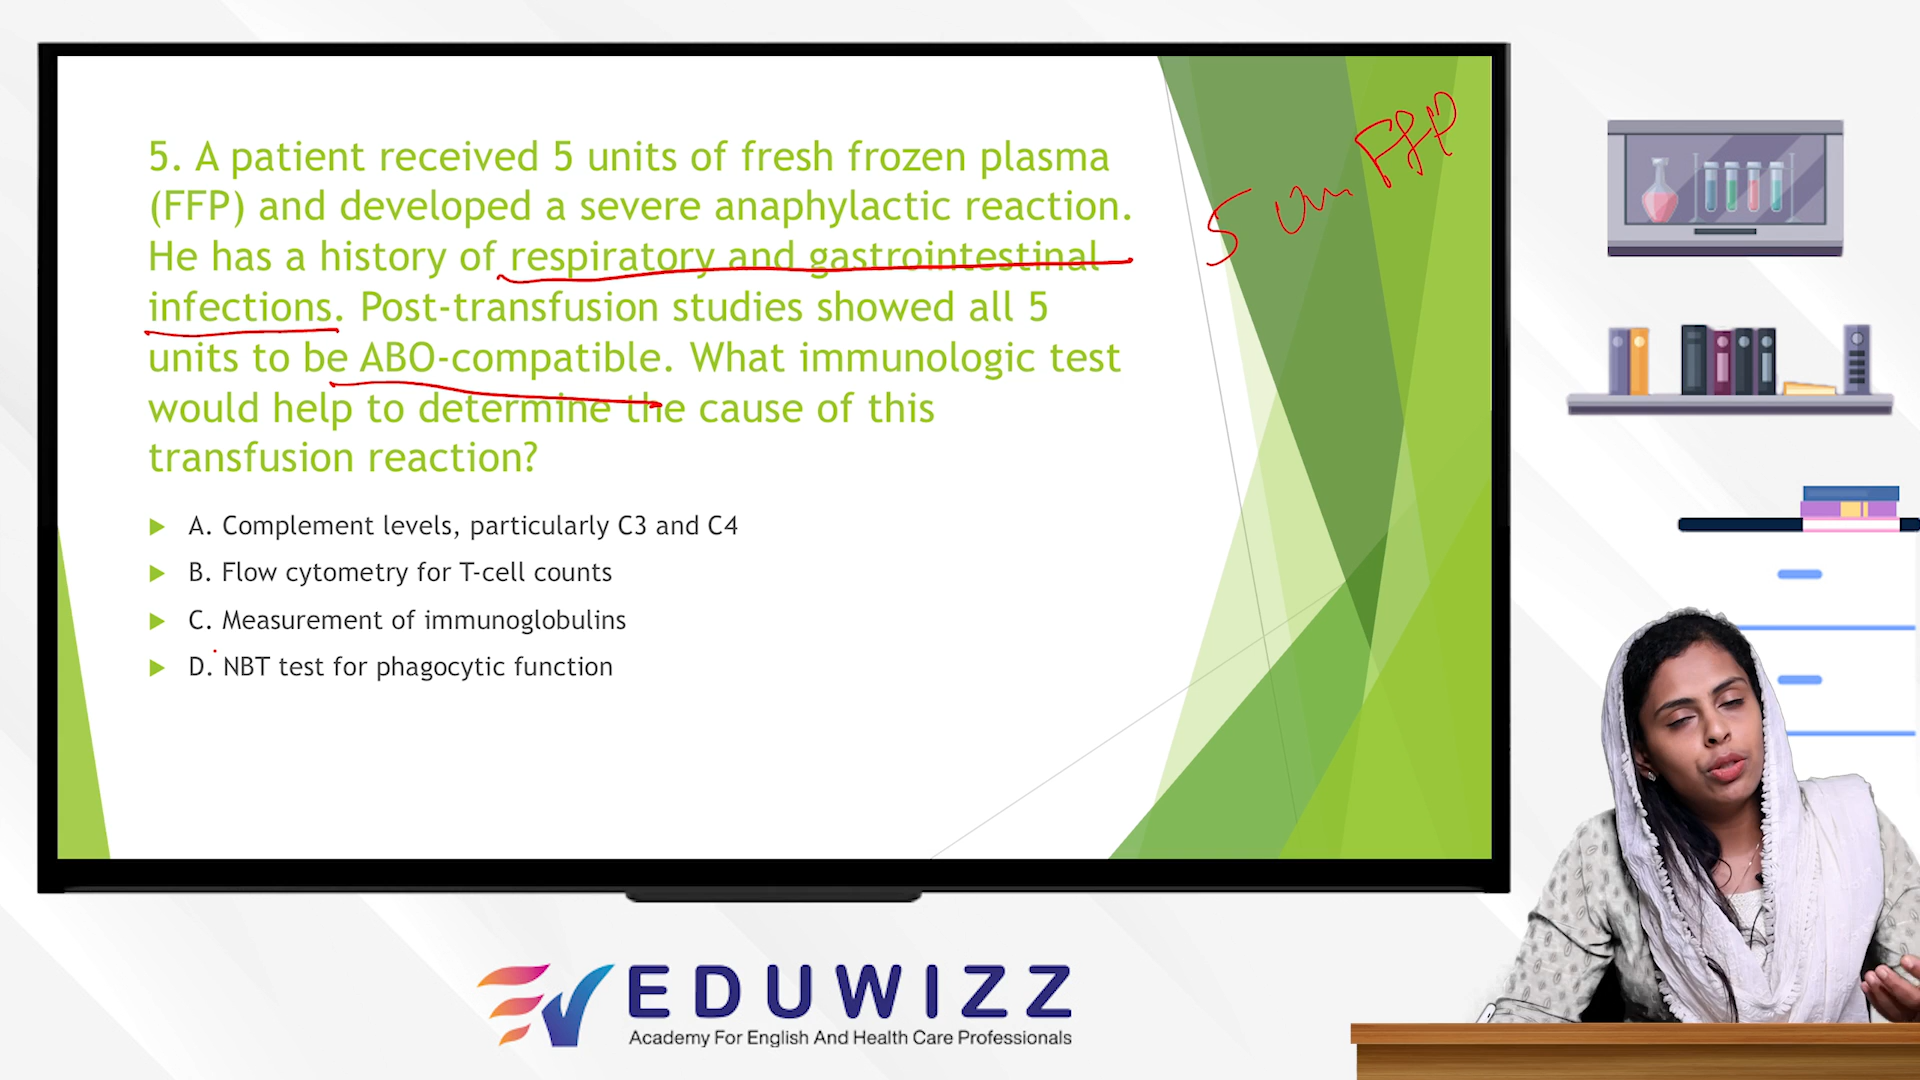 5. A patient received 5 units of fresh frozen plasma
(FFP) and developed a severe anaphylactic reaction.
He has a history of respiratory and gastrointestinal
infections. Post-transfusion studies showed all 5
units to be ABO-compatible. What immunologic test
would help to determine the cause of this
transfusion reaction?
A. Complement levels, particularly C3 and C4
B. Flow cytometry for T-cell counts
C. Measurement of immunoglobulins
D. NBT test for phagocytic function
5 un FFP
EDUWIZZ
Academy For English And Health Care Professionals